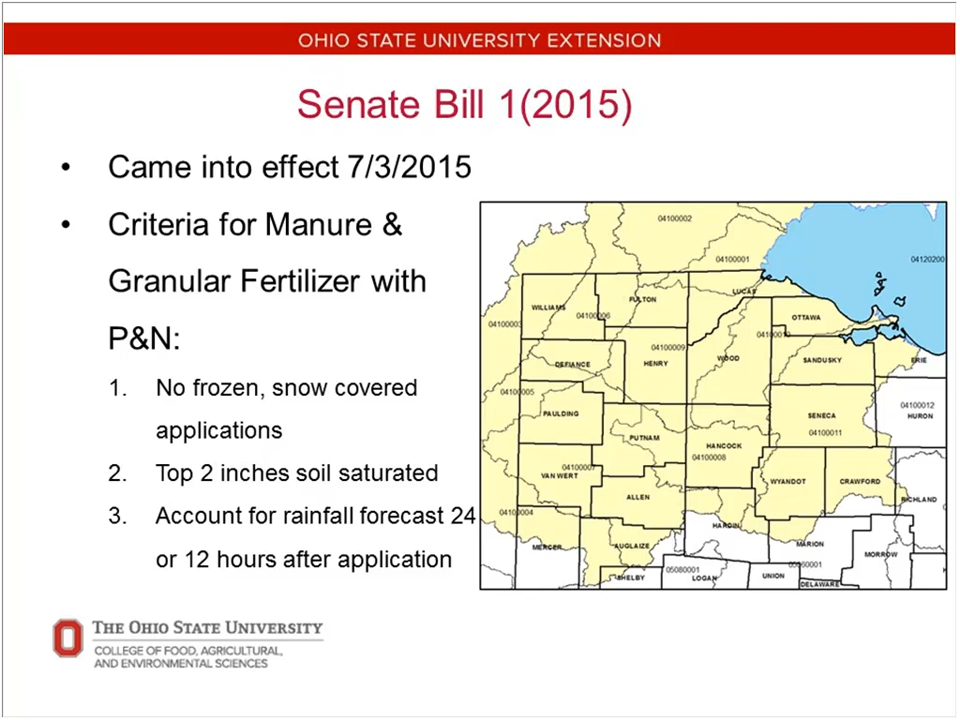 OHIO STATE UNIVERSITY EXTENSION
Senate Bill 1(2015)
• Came into effect 7/3/2015
• Criteria for Manure &
Granular Fertilizer with
P&N:
1. No frozen, snow covered
applications
2. Top 2 inches soil saturated
3. Account for rainfall forecast 24
or 12 hours after application
04100002
04100001
04120200
LUCAS
WILLIAMS
FULTON
04100006
OTTAWA
04100003
04100010
04100009
WOOD
SANDUSKY
ERIE
DEFIANCE
HENRY
04100005
04100012
HURON
PAULDING
SENECA
04100011
PUTNAM
HANCOCK
04100008
04100007
VAN WERT
WYANDOT
CRAWFORD
ALLEN
RICHLAND
04100004
HARDIN
MERCER
AUGLAIZE
MARION
MORROW
05080001
05060001
SHELBY
LOGAN
UNION
DELAWARE
THE OHIO STATE UNIVERSITY
COLLEGE OF FOOD, AGRICULTURAL,
AND ENVIRONMENTAL SCIENCES